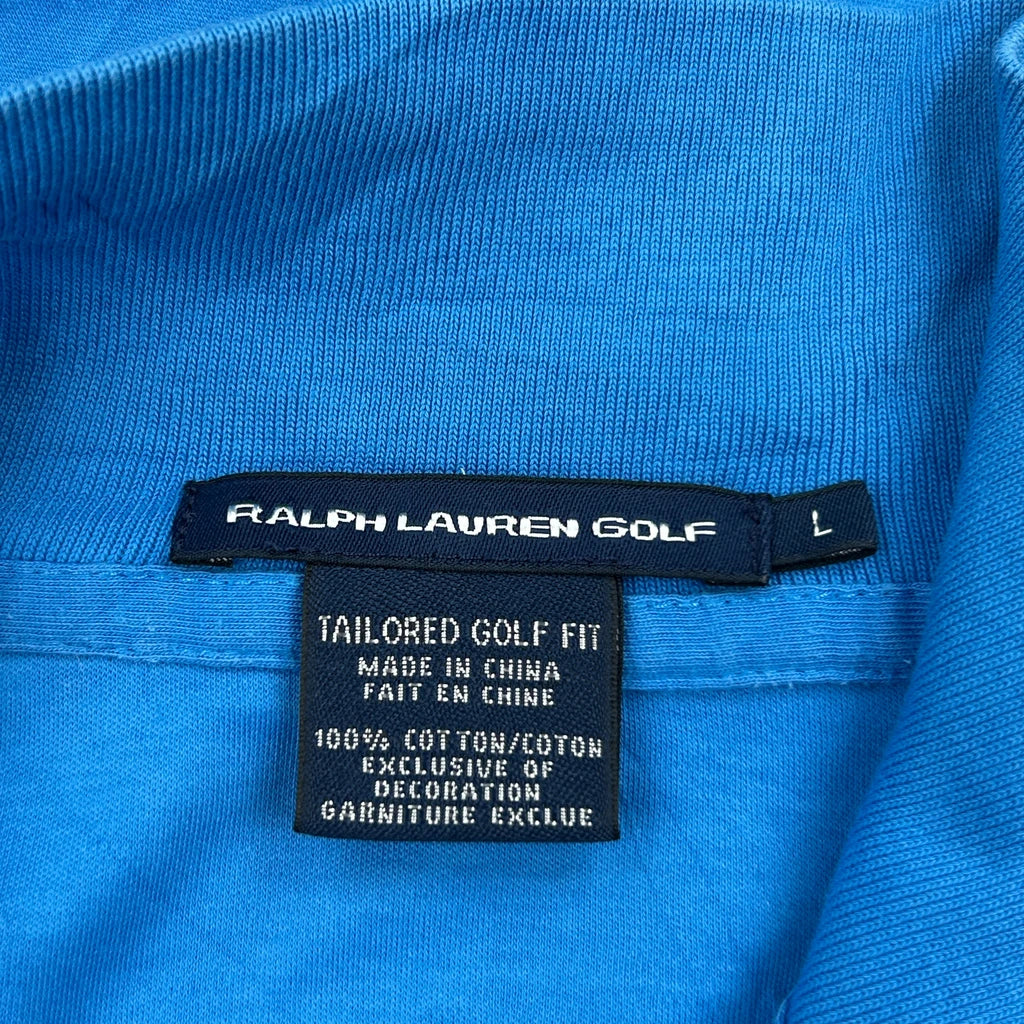 RALPH LAUREN GOLF
L
TAILORED GOLF FIT
MADE IN CHINA
FAIT EN CHINE
100% COTTON/COTON
EXCLUSIVE OF
DECORATION
GARNITURE EXCLUE